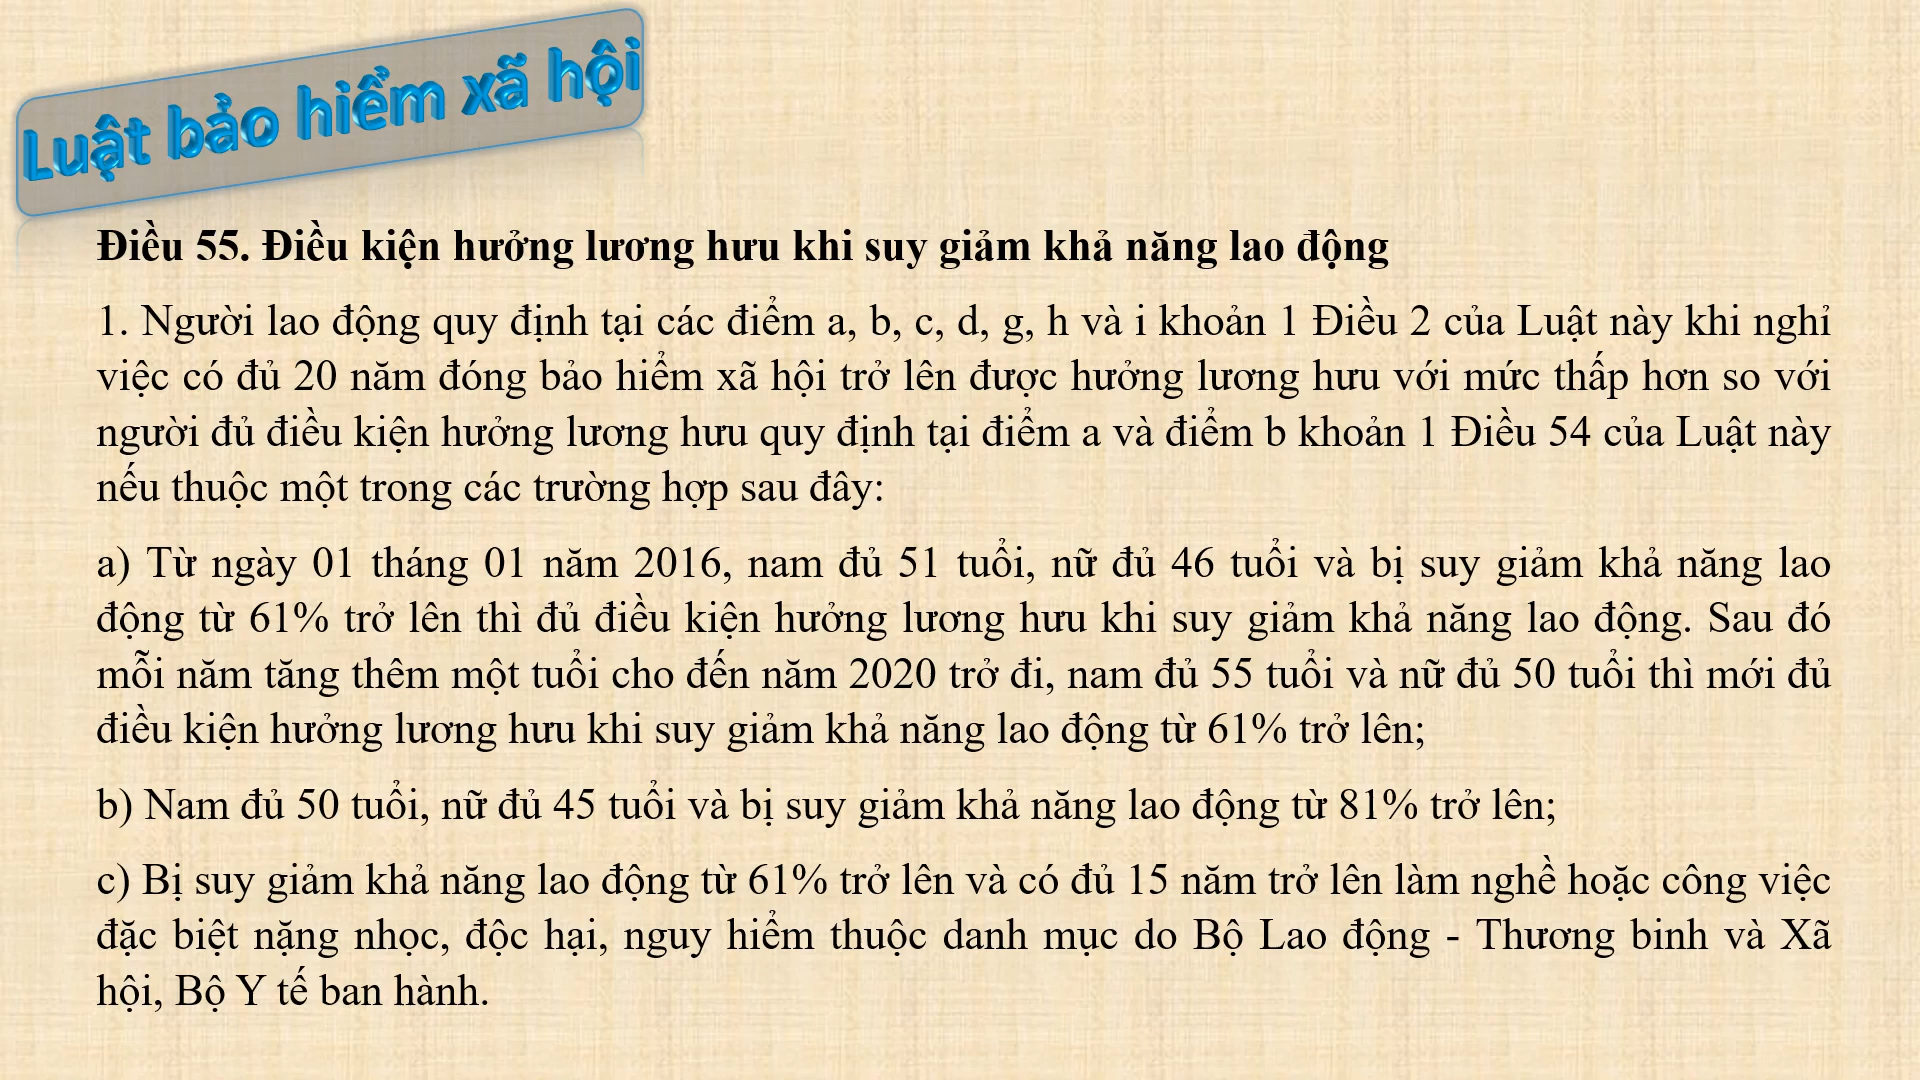 Luật bảo hiểm xã hội
Điều 55. Điều kiện hưởng lương hưu khi suy giảm khả năng lao động
1. Người lao động quy định tại các điểm a, b, c, d, g, h và i khoản 1 Điều 2 của Luật này khi nghỉ
việc có đủ 20 năm đóng bảo hiểm xã hội trở lên được hưởng lương hưu với mức thấp hơn so với
người đủ điều kiện hưởng lương hưu quy định tại điểm a và điểm b khoản 1 Điều 54 của Luật này
nếu thuộc một trong các trường hợp sau đây:
a) Từ ngày 01 tháng 01 năm 2016, nam đủ 51 tuổi, nữ đủ 46 tuổi và bị suy giảm khả năng lao
động từ 61% trở lên thì đủ điều kiện hưởng lương hưu khi suy giảm khả năng lao động. Sau đó
mỗi năm tăng thêm một tuổi cho đến năm 2020 trở đi, nam đủ 55 tuổi và nữ đủ 50 tuổi thì mới đủ
điều kiện hưởng lương hưu khi suy giảm khả năng lao động từ 61% trở lên;
b) Nam đủ 50 tuổi, nữ đủ 45 tuổi và bị suy giảm khả năng lao động từ 81% trở lên;
c) Bị suy giảm khả năng lao động từ 61% trở lên và có đủ 15 năm trở lên làm nghề hoặc công việc
đặc biệt nặng nhọc, độc hại, nguy hiểm thuộc danh mục do Bộ Lao động - Thương binh và Xã
hội, Bộ Y tế ban hành.